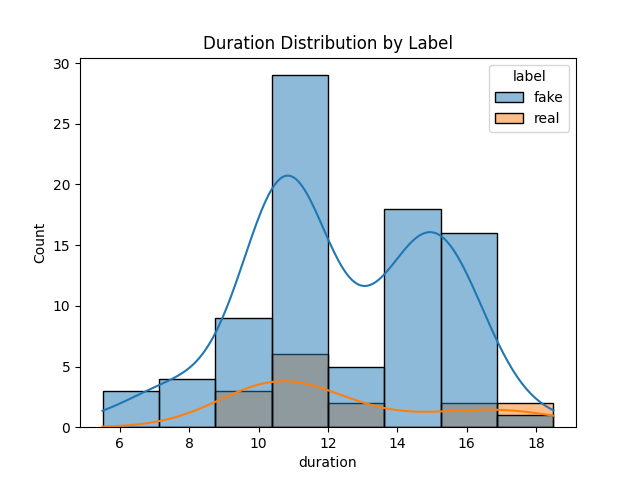 Duration Distribution by Label
label
fake
real
Count
30
25
20
15
10
5
0
6 8 10 12 14 16 18
duration